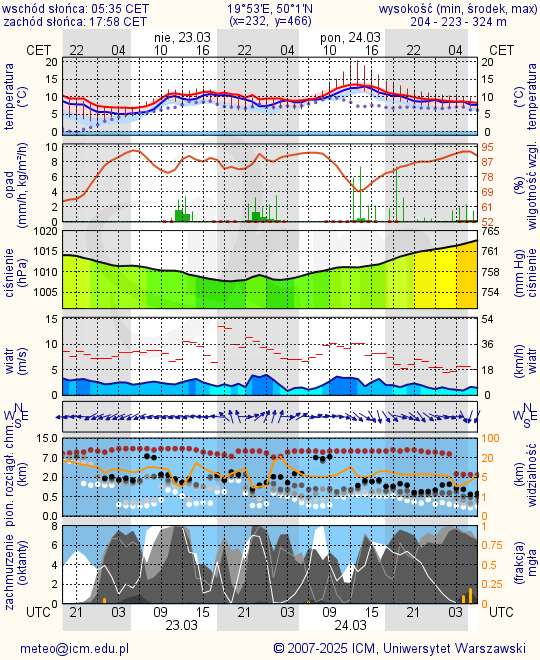 wschód słońca: 05:35 CET 19°53'E, 50°1'N wysokość (min, środek, max)
zachód słońca: 17:58 CET (x=232, y=466) 204 - 223 - 324 m
nie, 23.03 pon, 24.03
CET 22 04 10 16 22 04 10 16 22 04 CET
temperatura (°C) 20 15 10 5 0 20 15 10 5 0 (°C) temperatura
opad (mm/h, kg/m²/h) 10 8 6 4 2 0 95 87 78 69 61 52 (%) wilgotność wzgl.
ciśnienie (hPa) 1020 1015 1010 1005 765 761 758 754 (mm Hg) ciśnienie
wiatr (m/s) 15 10 5 0 54 36 18 0 (km/h) wiatr
N W E S N W E S
pion. rozciągł. chm. (km) 15.0 7.0 2.0 0.5 0.0 100 20 5 1 0 (km) widzialność
zachmurzenie (oktanty) 8 6 4 2 0 1 0.75 0.5 0.25 0 (frakcja) mgła
UTC 21 03 09 15 21 03 09 15 21 03 UTC
23.03 24.03
meteo@icm.edu.pl © 2007-2025 ICM, Uniwersytet Warszawski